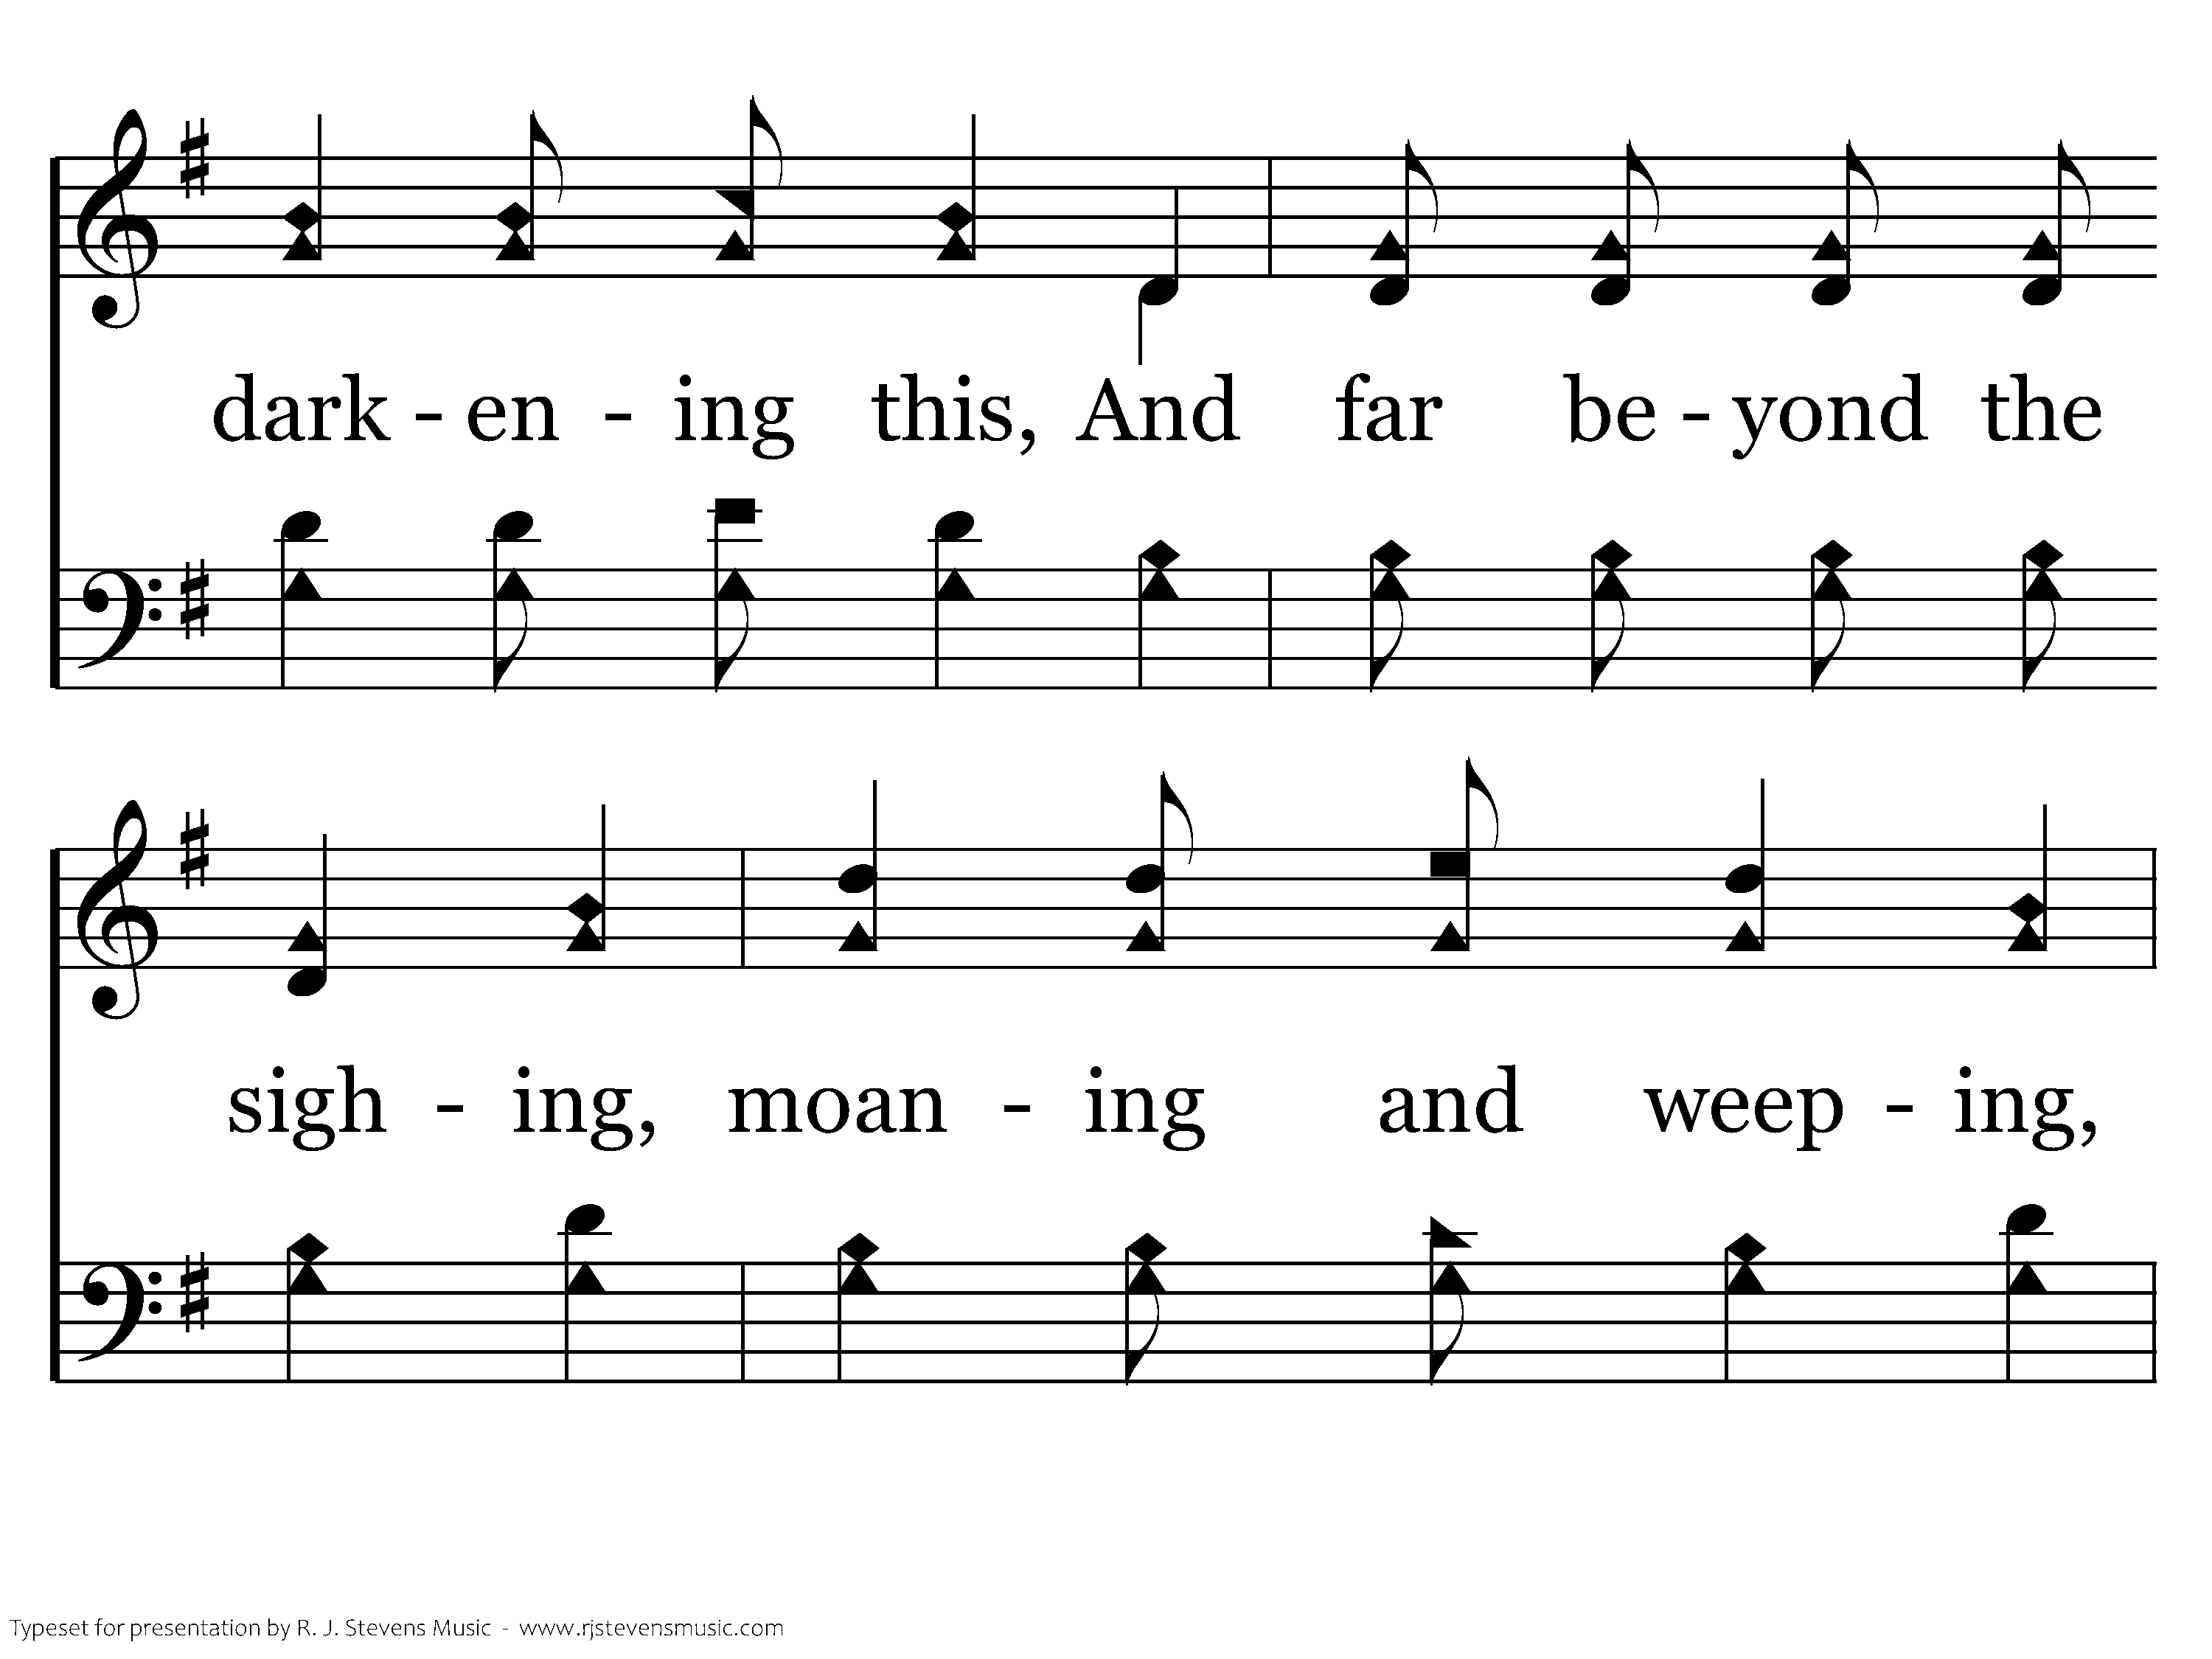 dark - en - ing this, And far be - yond the
sigh - ing, moan - ing and weep - ing,
Typeset for presentation by R. J. Stevens Music - www.rjstevensmusic.com